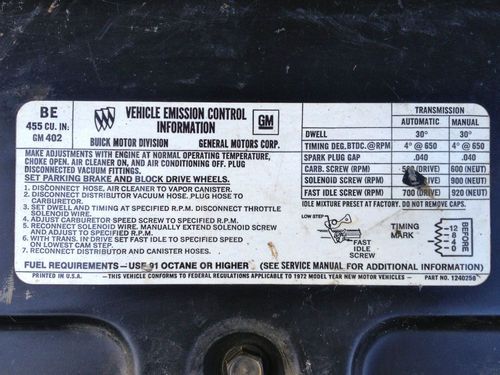 BE
455 CU. IN:
GM 402
VEHICLE EMISSION CONTROL
INFORMATION
BUICK MOTOR DIVISION GENERAL MOTORS CORP.
GM
TRANSMISSION
AUTOMATIC MANUAL
DWELL 30° 30°
TIMING DEG. BTDC. @ RPM 4° @ 650 4° @ 650
SPARK PLUG GAP .040 .040
CARB. SCREW (RPM) (DRIVE) 600 (NEUT)
SOLENOID SCREW (RPM) 900 (NEUT)
FAST IDLE SCREW (RPM) 700 (DRIVE) 920 (NEUT)
IDLE MIXTURE PRESET AT FACTORY. DO NOT REMOVE CAPS.
MAKE ADJUSTMENTS WITH ENGINE AT NORMAL OPERATING TEMPERATURE,
CHOKE OPEN. AIR CLEANER ON, AND AIR CONDITIONING OFF. PLUG
DISCONNECTED VACUUM FITTINGS.
SET PARKING BRAKE AND BLOCK DRIVE WHEELS.
1. DISCONNECT HOSE, AIR CLEANER TO VAPOR CANISTER.
2. DISCONNECT DISTRIBUTOR VACUUM HOSE. PLUG HOSE TO
CARBURETOR.
3. SET DWELL AND TIMING AT SPECIFIED R.P.M. DISCONNECT THROTTLE
SOLENOID WIRE.
4. ADJUST CARBURETOR SPEED SCREW TO SPECIFIED R.P.M.
5. RECONNECT SOLENOID WIRE. MANUALLY EXTEND SOLENOID SCREW
AND ADJUST TO SPECIFIED R.P.M.
6. WITH TRANS. IN DRIVE SET FAST IDLE TO SPECIFIED SPEED
ON LOWEST CAM STEP.
7. RECONNECT DISTRIBUTOR AND CANISTER HOSES.
LOW STEP
FAST
IDLE
SCREW
TIMING
MARK
BEFORE
12
8
4
0
FUEL REQUIREMENTS — USE 91 OCTANE OR HIGHER (SEE SERVICE MANUAL FOR ADDITIONAL INFORMATION)
PRINTED IN U.S.A. —THIS VEHICLE CONFORMS TO FEDERAL REGULATIONS APPLICABLE TO 1972 MODEL YEAR NEW MOTOR VEHICLES— PART NO. 1240258